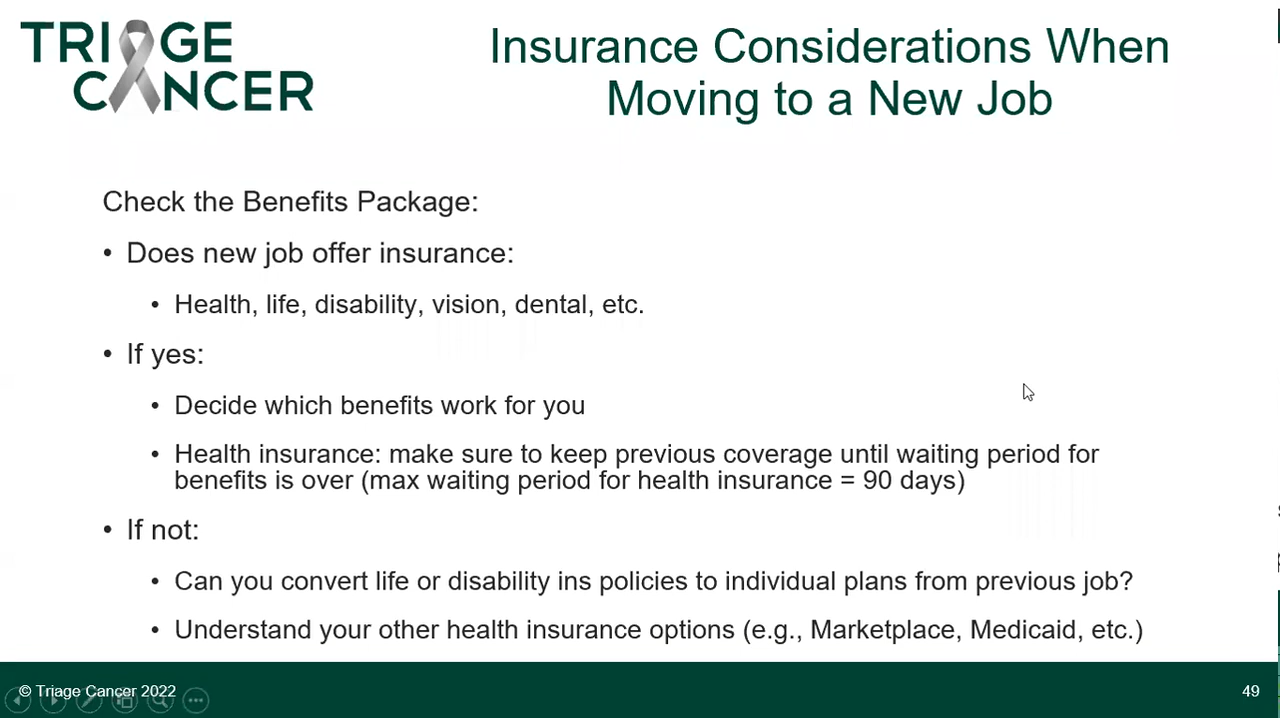 TRIAGE
CANCER
Insurance Considerations When
Moving to a New Job
Check the Benefits Package:
• Does new job offer insurance:
• Health, life, disability, vision, dental, etc.
• If yes:
• Decide which benefits work for you
• Health insurance: make sure to keep previous coverage until waiting period for
benefits is over (max waiting period for health insurance = 90 days)
• If not:
• Can you convert life or disability ins policies to individual plans from previous job?
• Understand your other health insurance options (e.g., Marketplace, Medicaid, etc.)
© Triage Cancer 2022
49